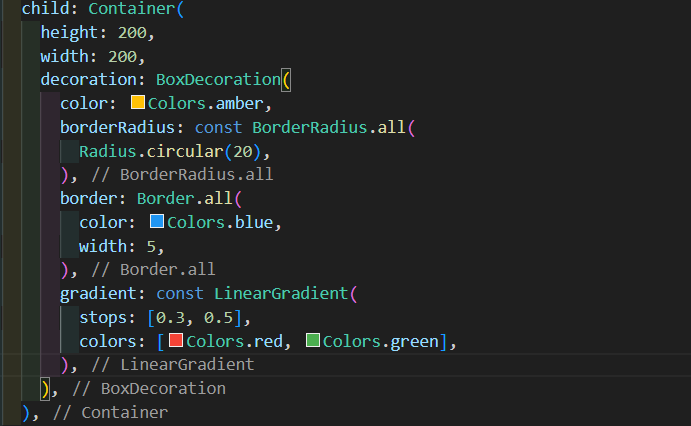 child: Container(
height: 200,
width: 200,
decoration: BoxDecoration(
color: Colors.amber,
borderRadius: const BorderRadius.all(
Radius.circular(20),
), // BorderRadius.all
border: Border.all(
color: Colors.blue,
width: 5,
), // Border.all
gradient: const LinearGradient(
stops: [0.3, 0.5],
colors: [Colors.red, Colors.green],
), // LinearGradient
), // BoxDecoration
), // Container